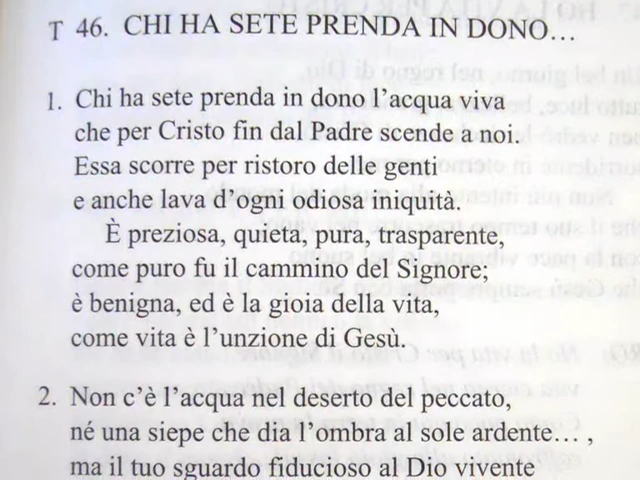 T 46. CHI HA SETE PRENDA IN DONO...
1. Chi ha sete prenda in dono l'acqua viva
che per Cristo fin dal Padre scende a noi.
Essa scorre per ristoro delle genti
e anche lava d'ogni odiosa iniquità.
È preziosa, quieta, pura, trasparente,
come puro fu il cammino del Signore;
è benigna, ed è la gioia della vita,
come vita è l'unzione di Gesù.
2. Non c'è l'acqua nel deserto del peccato,
né una siepe che dia l'ombra al sole ardente... ,
ma il tuo sguardo fiducioso al Dio vivente